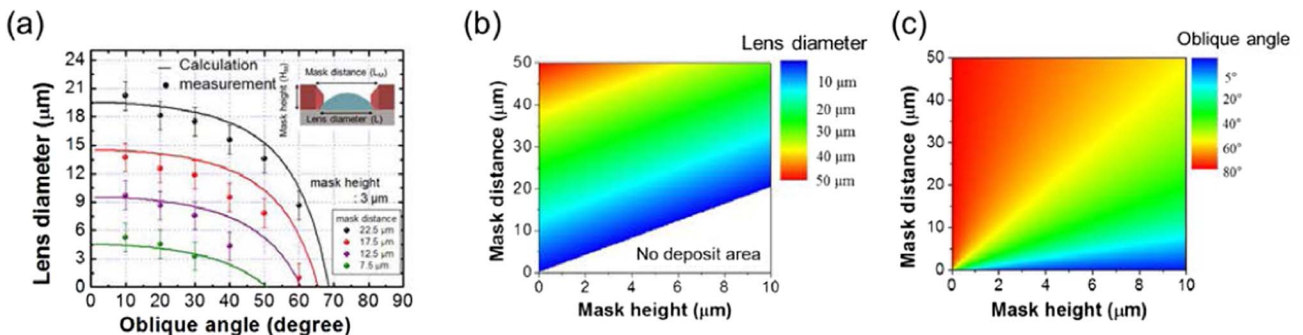 (a)
24
21
18
15
12
9
6
3
0
Lens diameter (μm)
Calculation
measurement
Mask distance (LM)
Mask height (HM)
Lens diameter (L)
mask height
: 3 μm
mask distance
22.5 μm
17.5 μm
12.5 μm
7.5 μm
0 10 20 30 40 50 60 70 80 90
Oblique angle (degree)
(b)
50
40
30
20
10
0
Mask distance (μm)
No deposit area
0 2 4 6 8 10
Mask height (μm)
Lens diameter
10 μm
20 μm
30 μm
40 μm
50 μm
(c)
50
40
30
20
10
0
Mask distance (μm)
0 2 4 6 8 10
Mask height (μm)
Oblique angle
5°
20°
40°
60°
80°